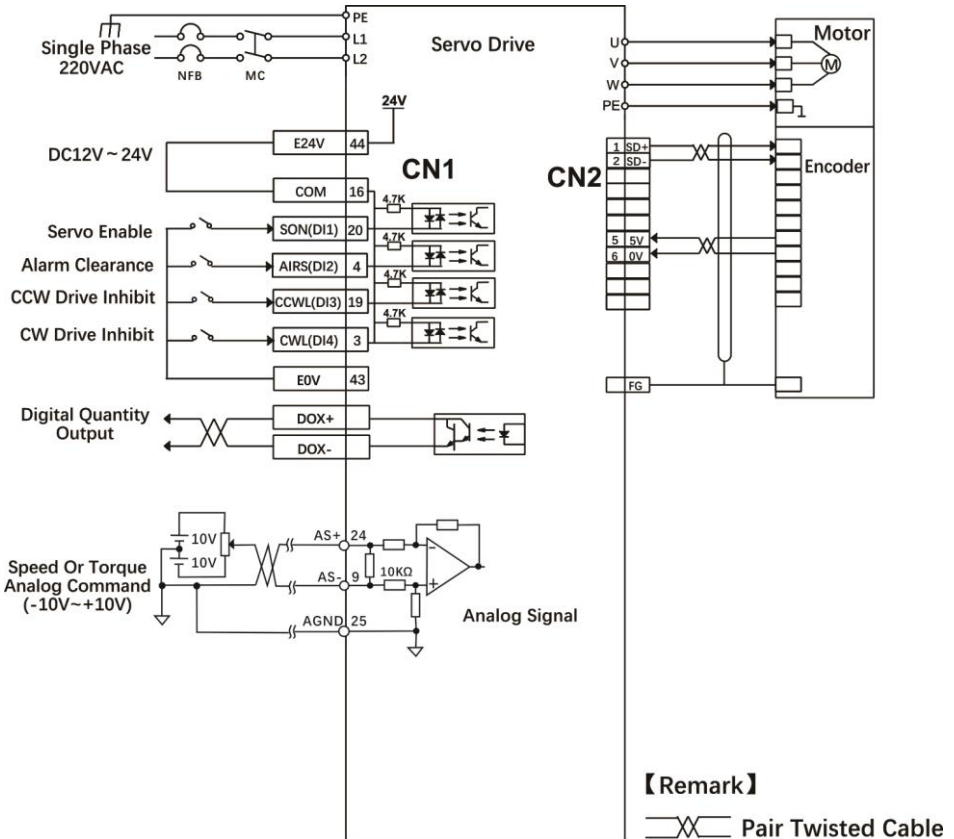 PE
L1
L2
Single Phase
220VAC
NFB
MC
Servo Drive
U
V
W
PE
Motor
M
24V
DC12V ~ 24V
E24V 44
COM 16
CN1
4.7K
Servo Enable
SON(DI1) 20
4.7K
Alarm Clearance
AIRS(DI2) 4
4.7K
CCW Drive Inhibit
CCWL(DI3) 19
4.7K
CW Drive Inhibit
CWL(DI4) 3
E0V 43
CN2
1 SD+
2 SD-
5 5V
6 0V
FG
Encoder
Digital Quantity
Output
DOX+
DOX-
Speed Or Torque
Analog Command
(-10V~+10V)
10V
10V
AS+ 24
AS- 9
AGND 25
10KΩ
-
+
Analog Signal
【Remark】
Pair Twisted Cable